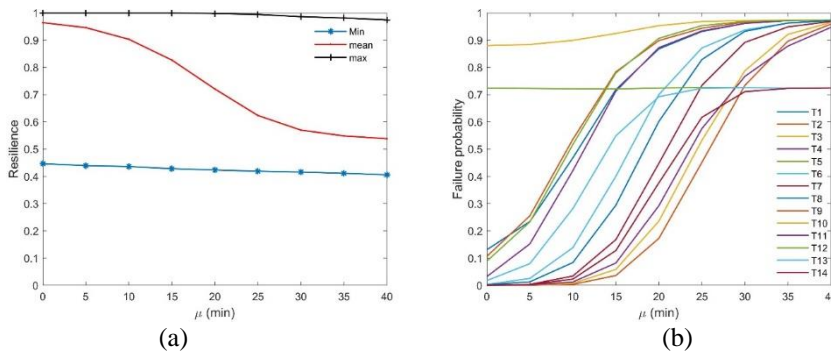 1
0.9
0.8
0.7
0.6
0.5
0.4
0.3
0.2
0.1
0
Resilience
Min
mean
max
0 5 10 15 20 25 30 35 40
μ (min)
(a)
1
0.9
0.8
0.7
0.6
0.5
0.4
0.3
0.2
0.1
0
Failure probability
T1
T2
T3
T4
T5
T6
T7
T8
T9
T10
T11
T12
T13
T14
0 5 10 15 20 25 30 35 40
μ (min)
(b)